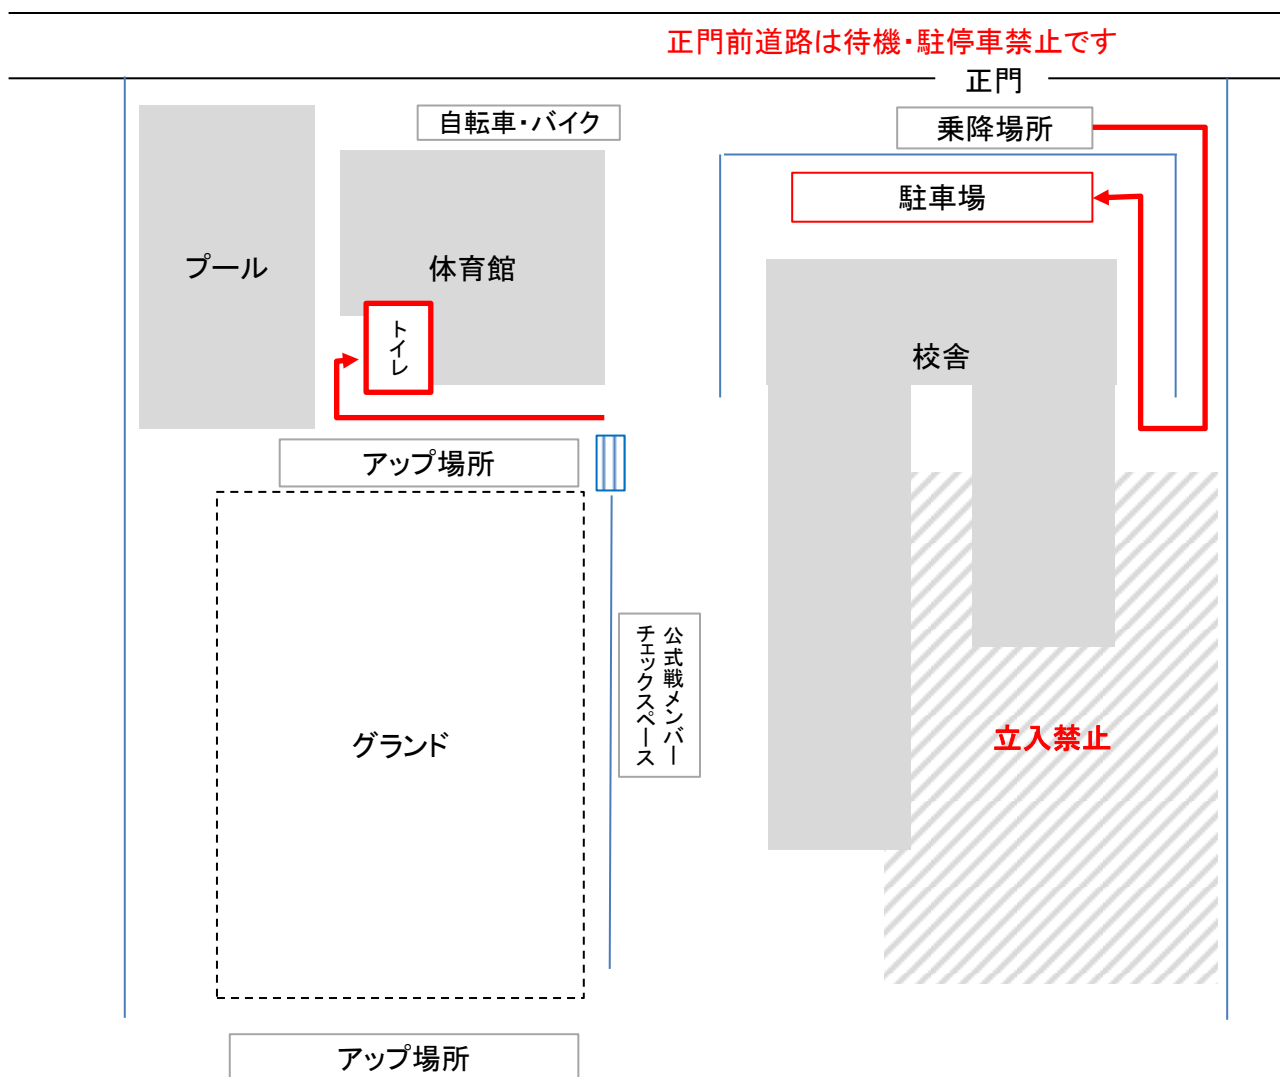 正門前道路は待機・駐停車禁止です
正門
自転車・バイク
乗降場所
駐車場
プール
体育館
トイレ
校舎
アップ場所
公式戦メンバー
チェックスペース
グランド
立入禁止
アップ場所